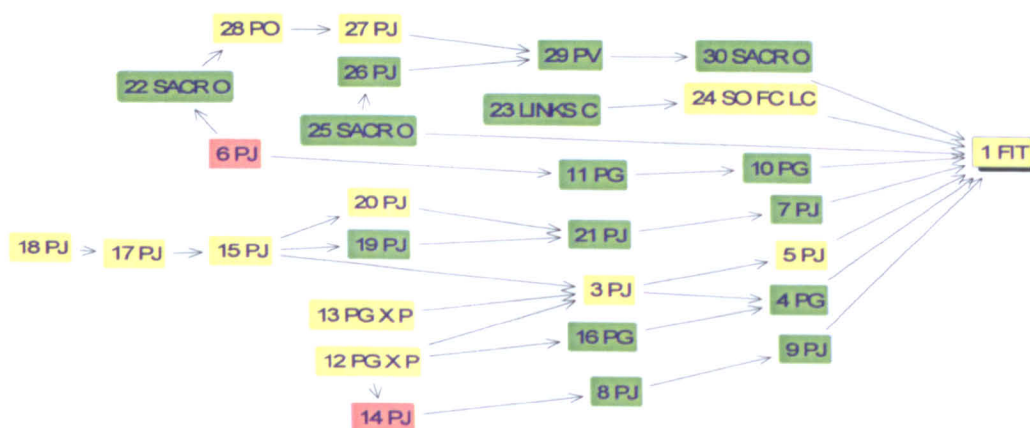 28 PO
27 PJ
29 PV
30 SACR O
26 PJ
22 SACR O
24 SO FC LC
23 LINKS C
25 SACR O
6 PJ
1 FIT
11 PG
10 PG
20 PJ
7 PJ
19 PJ
21 PJ
18 PJ
17 PJ
15 PJ
5 PJ
3 PJ
13 PG X P
4 PG
16 PG
12 PG X P
9 PJ
8 PJ
14 PJ